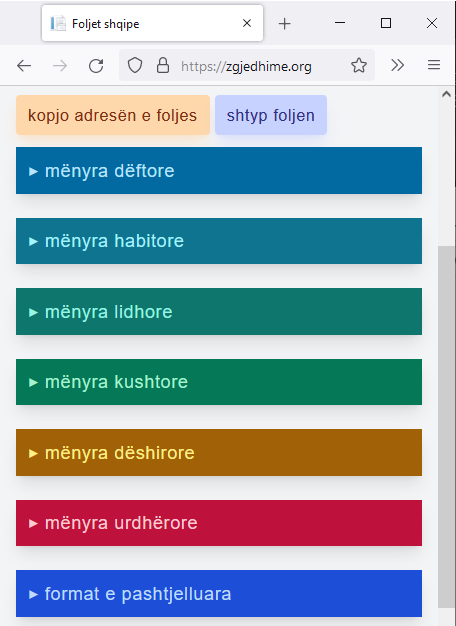 Foljet shqipe
https://zgjedhime.org
kopjo adresën e foljes shtyp foljen
▸ mënyra dëftore
▸ mënyra habitore
▸ mënyra lidhore
▸ mënyra kushtore
▸ mënyra dëshirore
▸ mënyra urdhërore
▸ format e pashtjelluara